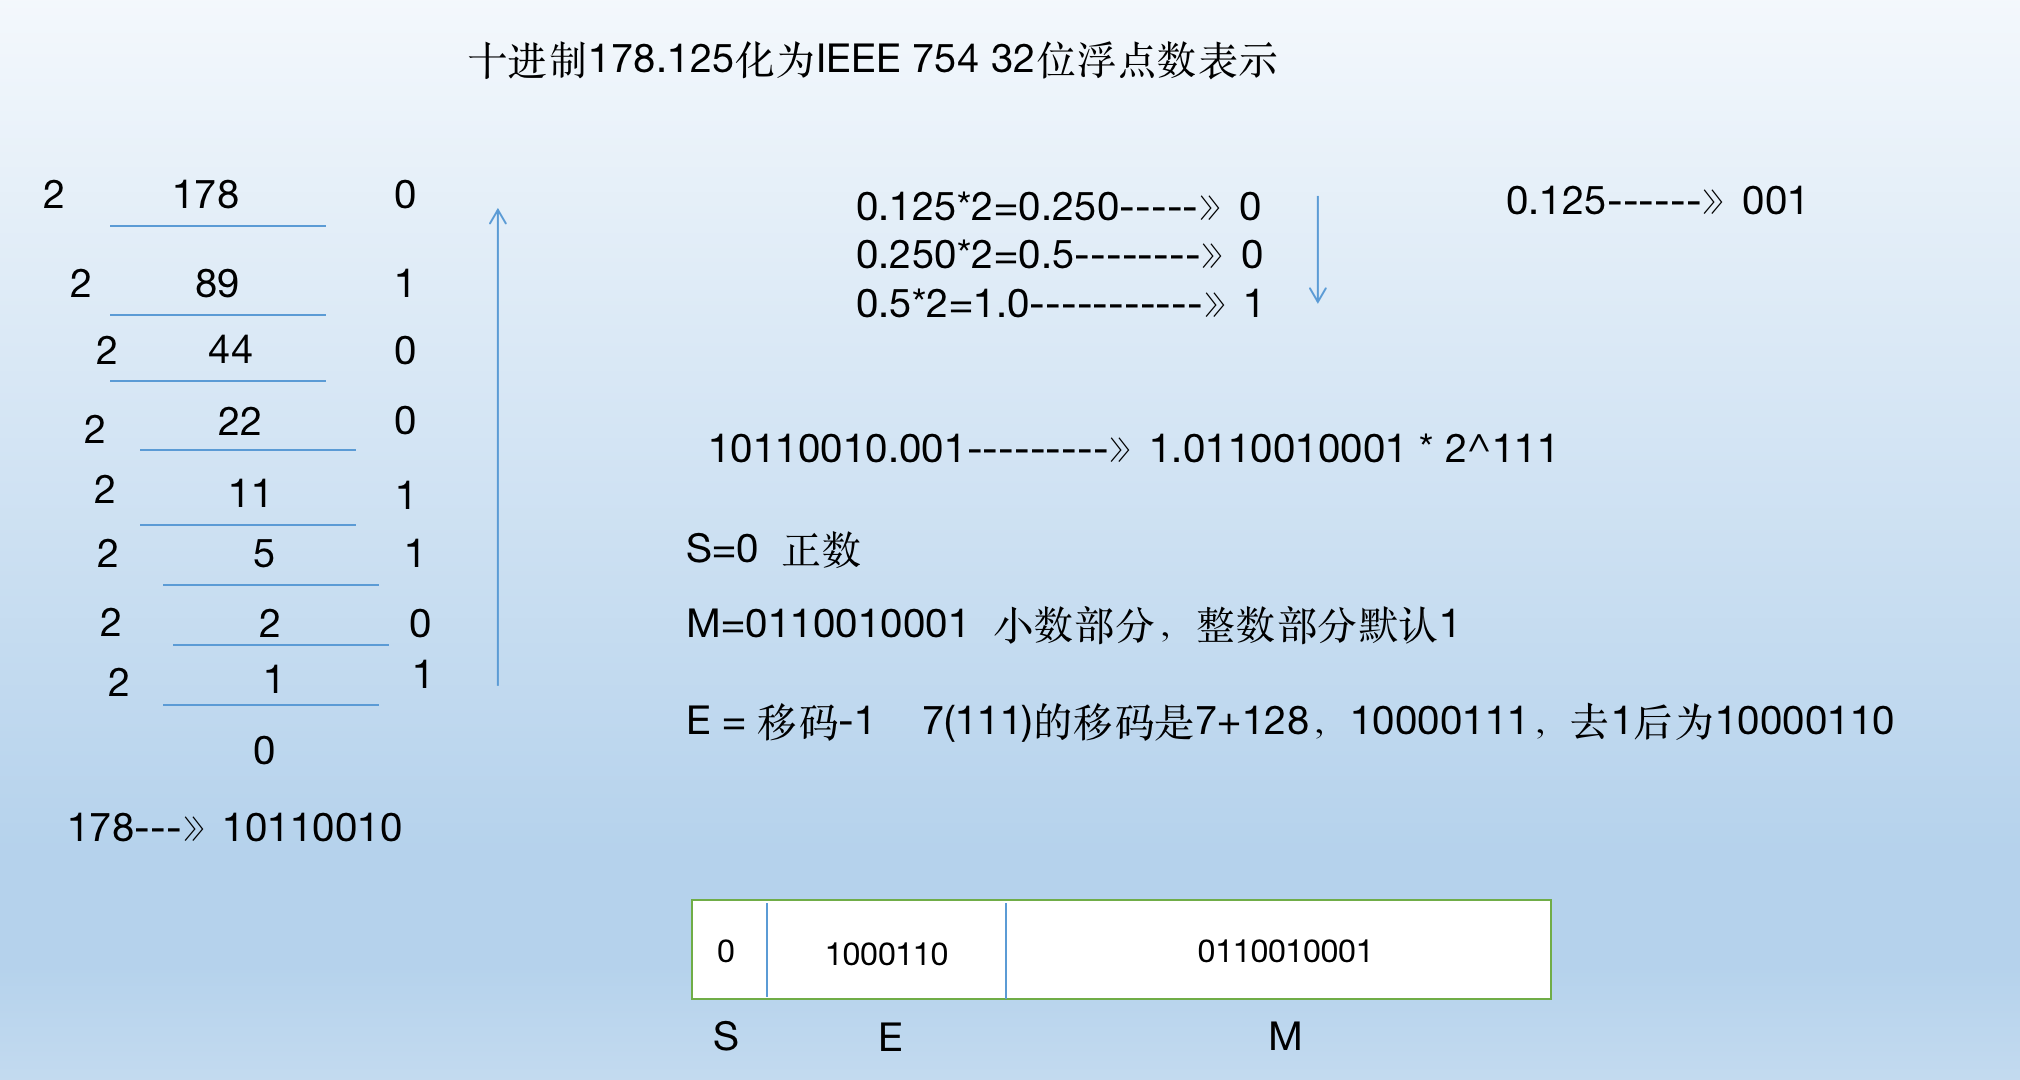 十进制178.125化为IEEE 754 32位浮点数表示
2 178 0
2 89 1
2 44 0
2 22 0
2 11 1
2 5 1
2 2 0
2 1 1
0
178---》10110010
0.125*2=0.250-----》0
0.250*2=0.5--------》0
0.5*2=1.0-----------》1
0.125------》001
10110010.001---------》1.0110010001 * 2^111
S=0 正数
M=0110010001 小数部分，整数部分默认1
E = 移码-1 7(111)的移码是7+128，10000111，去1后为10000110
0 1000110 0110010001
S E M